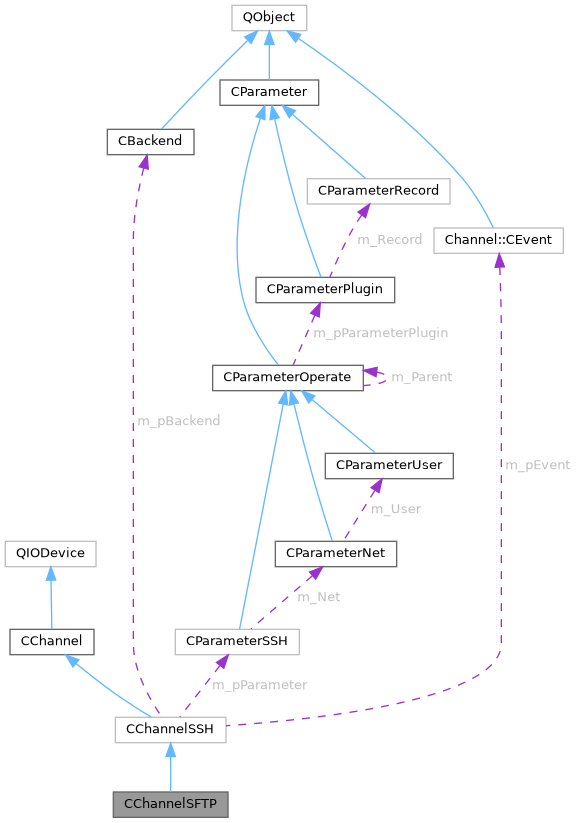 QObject
CParameter
CBackend
CParameterRecord
Channel::CEvent
m_Record
CParameterPlugin
m_pParameterPlugin
CParameterOperate
m_Parent
m_pBackend
CParameterUser
m_pEvent
m_User
QIODevice
CParameterNet
m_Net
CChannel
CParameterSSH
m_pParameter
CChannelSSH
CChannelSFTP